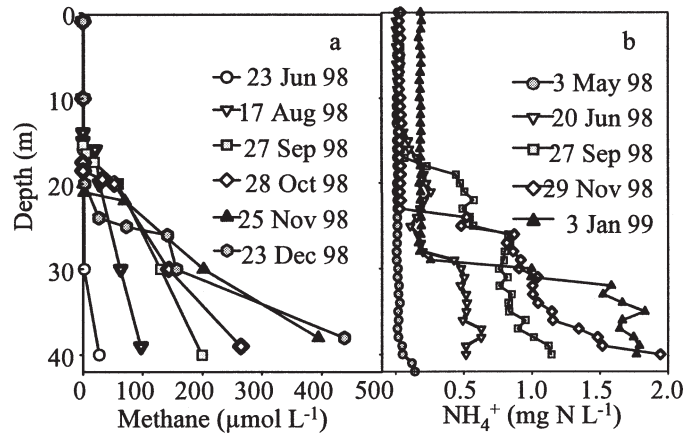 a
b
23 Jun 98
17 Aug 98
27 Sep 98
28 Oct 98
25 Nov 98
23 Dec 98
3 May 98
20 Jun 98
27 Sep 98
29 Nov 98
3 Jan 99
Depth (m)
0
10
20
30
40
0 100 200 300 400 500 0.5 1.0 1.5 2.0
Methane (µmol L⁻¹)
NH₄⁺ (mg N L⁻¹)